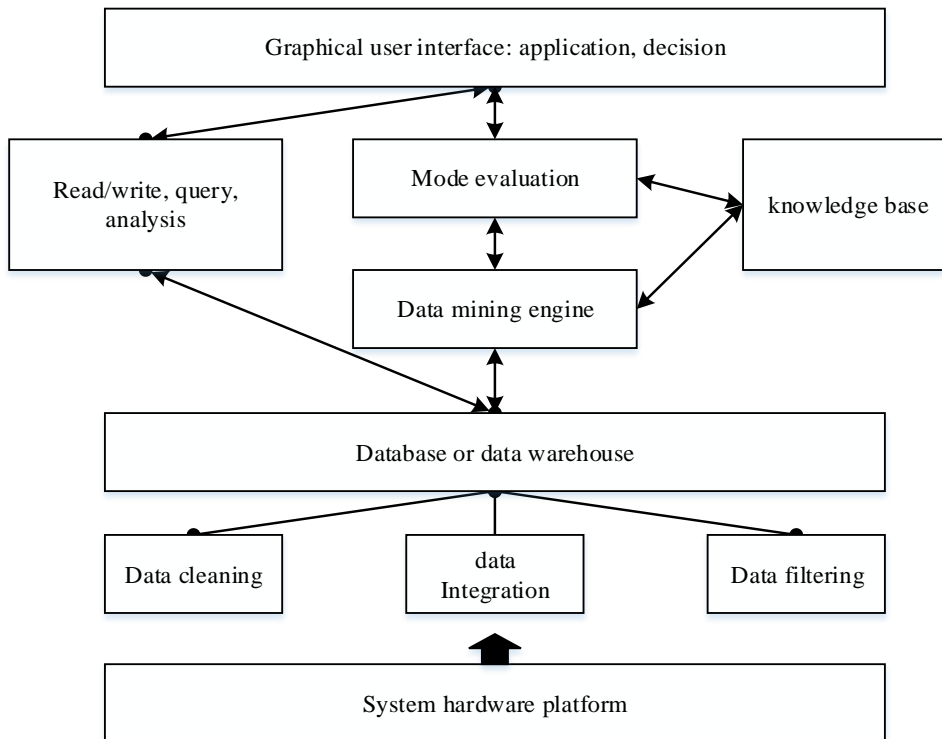 Graphical user interface: application, decision
Read/write, query,
analysis
Mode evaluation
knowledge base
Data mining engine
Database or data warehouse
Data cleaning
data
Integration
Data filtering
System hardware platform